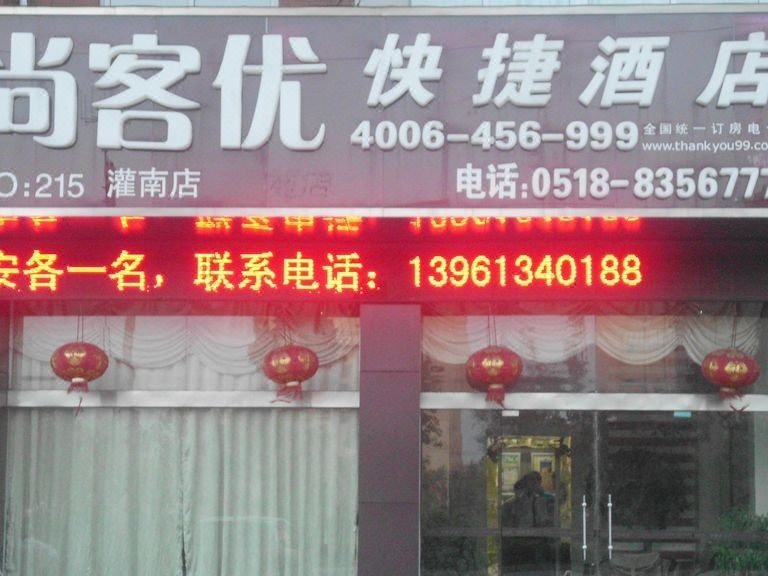 尚客优 快捷酒店
4006-456-999 全国统一订房电
www.thankyou99.co
O:215 灌南店 电话:0518-8356777
安各一名，联系电话：13961340188